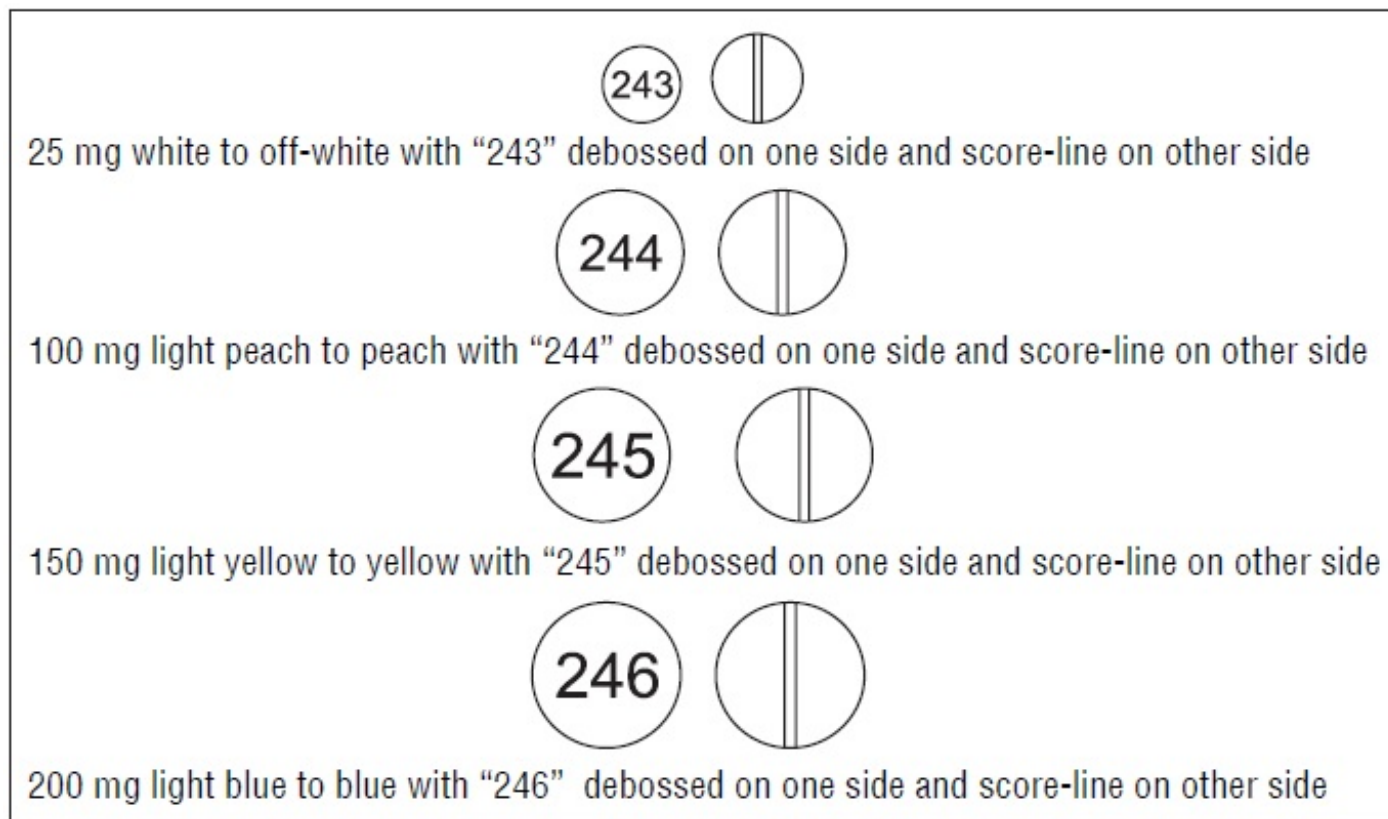 243
25 mg white to off-white with “243” debossed on one side and score-line on other side
244
100 mg light peach to peach with “244” debossed on one side and score-line on other side
245
150 mg light yellow to yellow with “245” debossed on one side and score-line on other side
246
200 mg light blue to blue with “246” debossed on one side and score-line on other side